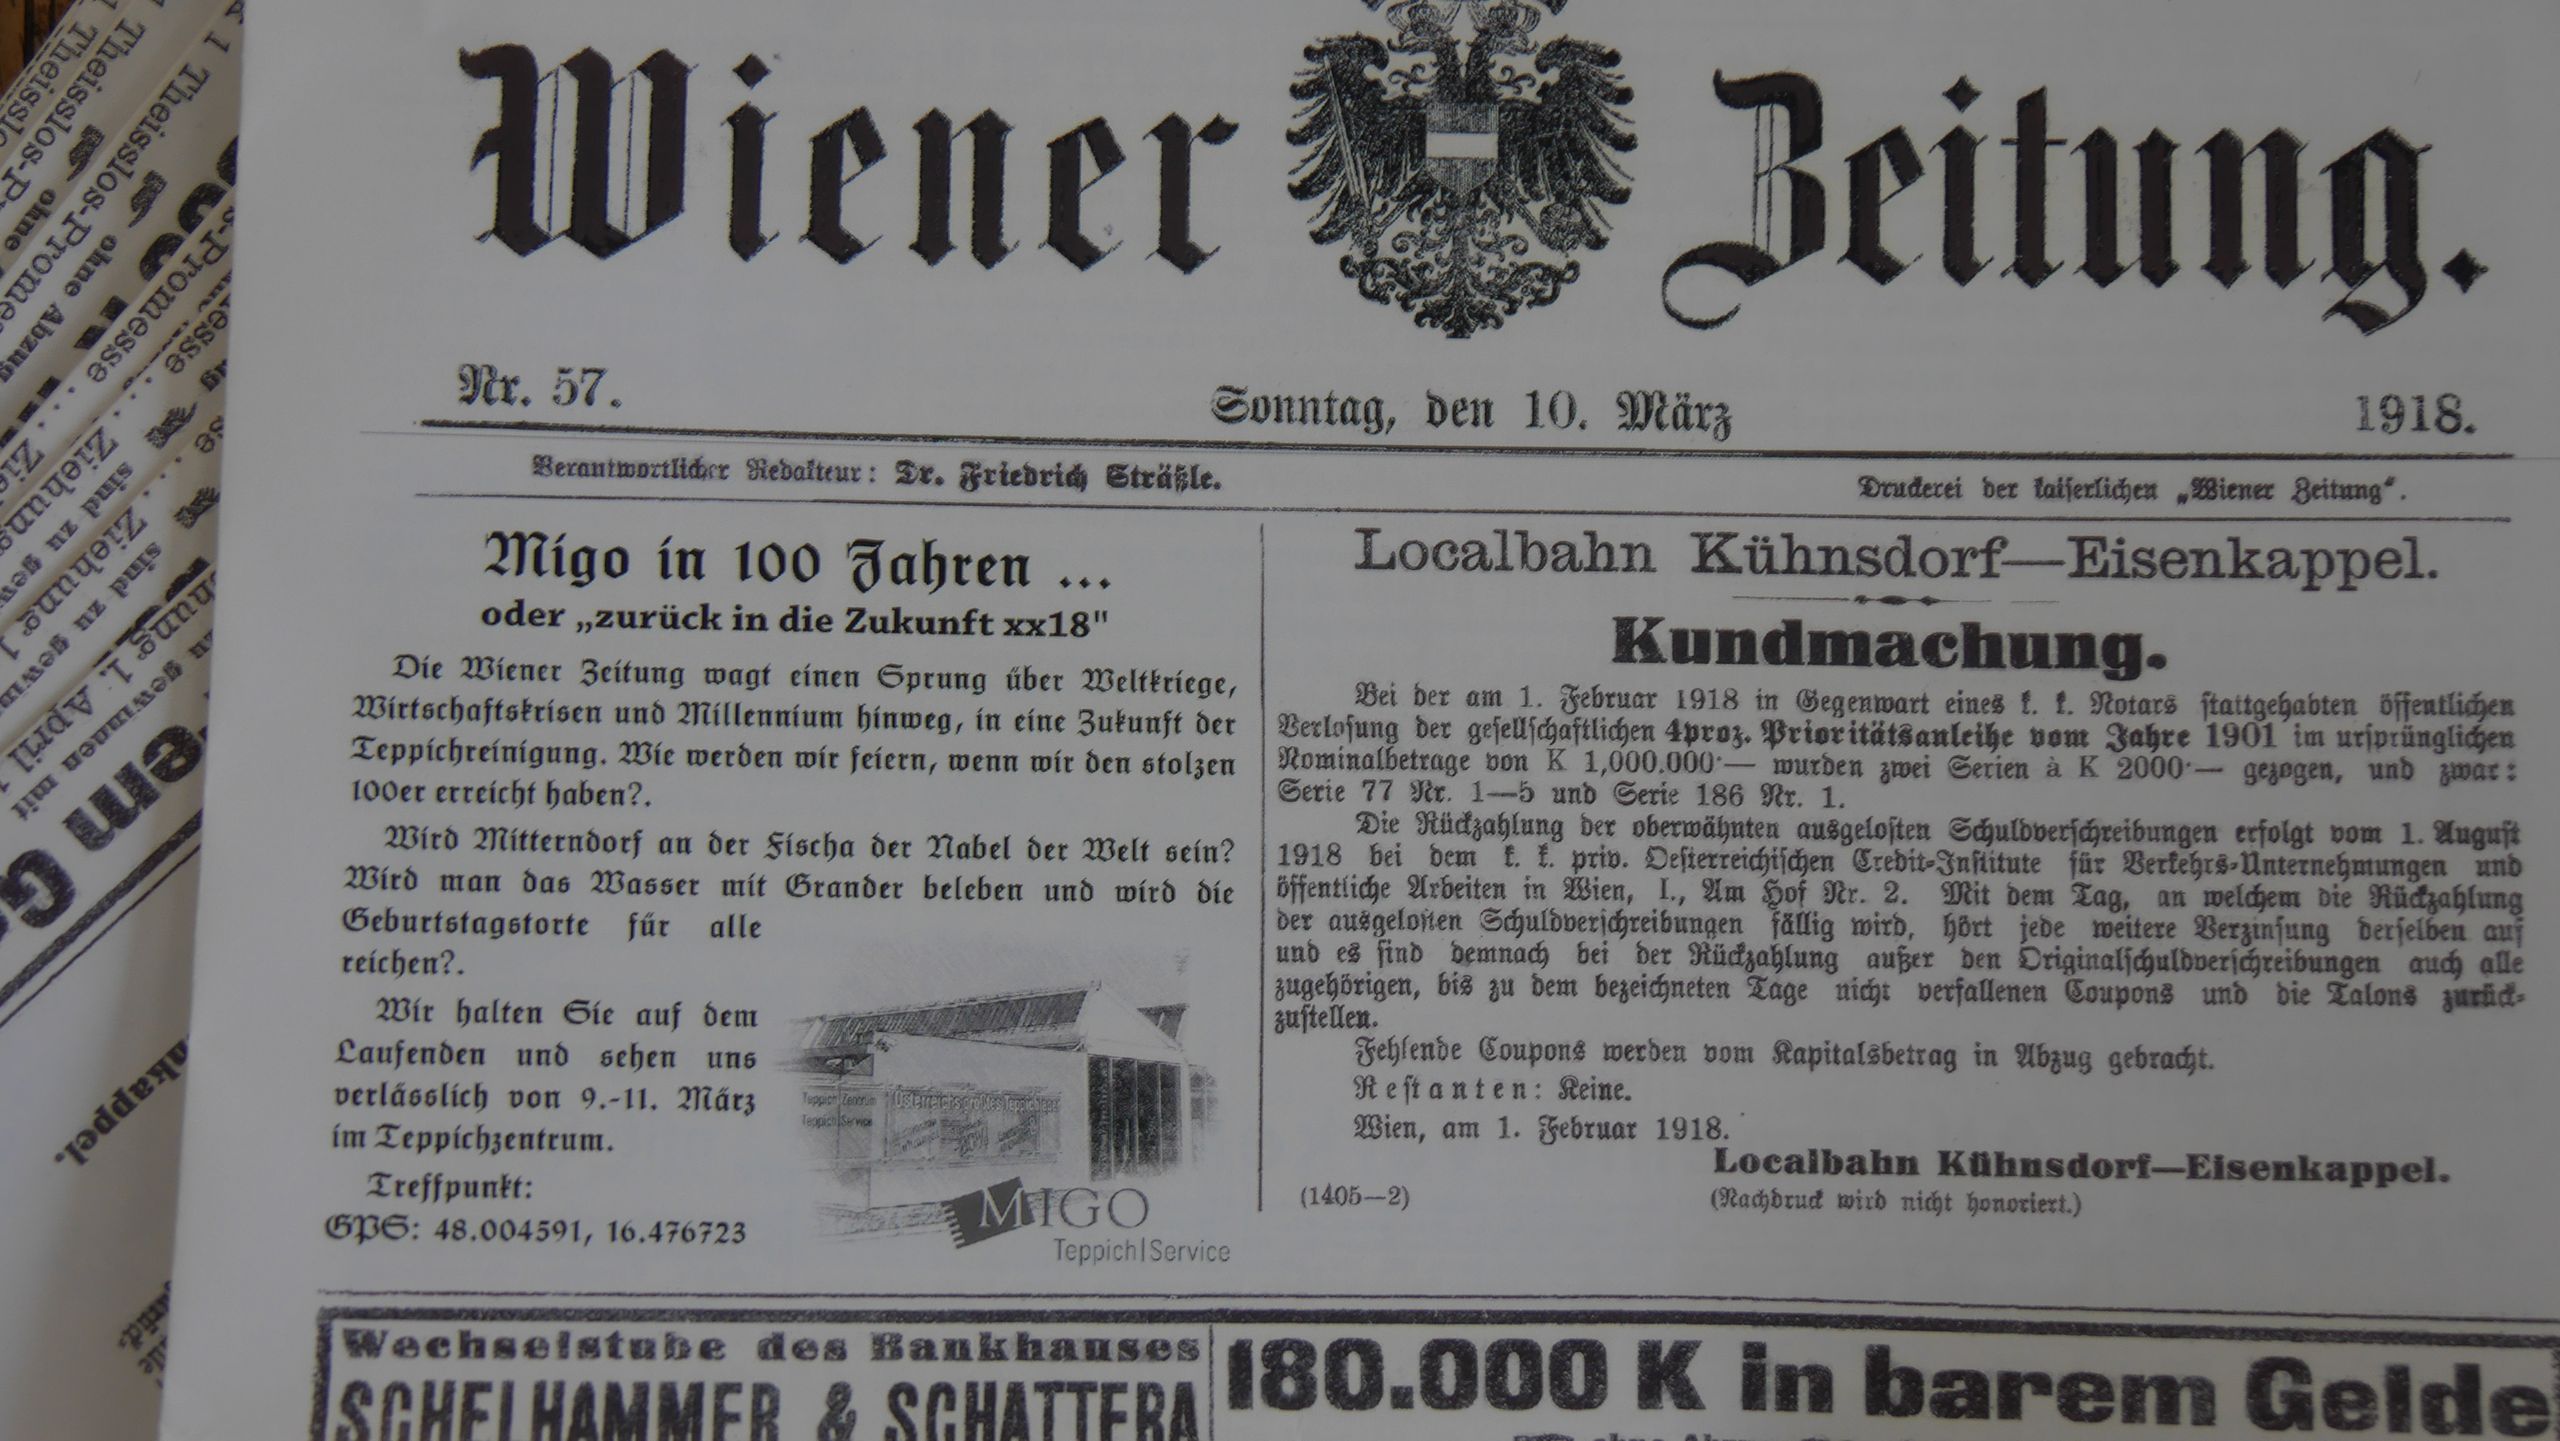 Wiener Zeitung.
Nr. 57.
Sonntag, den 10. März
1918.
Verantwortlicher Redakteur: Dr. Friedrich Sträßle.
Druckerei der kaiserlichen „Wiener Zeitung“.
Migo in 100 Jahren ...
oder „zurück in die Zukunft xx18"
Die Wiener Zeitung wagt einen Sprung über Weltkriege,
Wirtschaftskrisen und Millennium hinweg, in eine Zukunft der
Teppichreinigung. Wie werden wir feiern, wenn wir den stolzen
100er erreicht haben?.
Wird Mitterndorf an der Fischa der Nabel der Welt sein?
Wird man das Wasser mit Grander beleben und wird die
Geburtstagstorte für alle
reichen?.
Wir halten Sie auf dem
Laufenden und sehen uns
verlässlich von 9.-11. März
im Teppichzentrum.
Treffpunkt:
GPS: 48.004591, 16.476723
Teppich Zentrum
Teppich Service
Österreichs größtes Teppichlager
MIGO
Teppich|Service
Localbahn Kühnsdorf—Eisenkappel.
Kundmachung.
Bei der am 1. Februar 1918 in Gegenwart eines k. k. Notars stattgehabten öffentlichen
Verlosung der gesellschaftlichen 4proz. Prioritätsanleihe vom Jahre 1901 im ursprünglichen
Nominalbetrage von K 1,000.000·— wurden zwei Serien à K 2000·— gezogen, und zwar:
Serie 77 Nr. 1—5 und Serie 186 Nr. 1.
Die Rückzahlung der oberwähnten ausgelosten Schuldverschreibungen erfolgt vom 1. August
1918 bei dem k. k. priv. Oesterreichischen Credit-Institute für Verkehrs-Unternehmungen und
öffentliche Arbeiten in Wien, I., Am Hof Nr. 2. Mit dem Tag, an welchem die Rückzahlung
der ausgelosten Schuldverschreibungen fällig wird, hört jede weitere Verzinsung derselben auf
und es sind demnach bei der Rückzahlung außer den Originalschuldverschreibungen auch alle
zugehörigen, bis zu dem bezeichneten Tage nicht verfallenen Coupons und die Talons zurück-
zustellen.
Fehlende Coupons werden vom Kapitalsbetrag in Abzug gebracht.
Restanten: Keine.
Wien, am 1. Februar 1918.
Localbahn Kühnsdorf—Eisenkappel.
(1405—2)
(Nachdruck wird nicht honoriert.)
Wechselstube des Bankhauses
SCHELHAMMER & SCHATTERA
180.000 K in barem Gelde